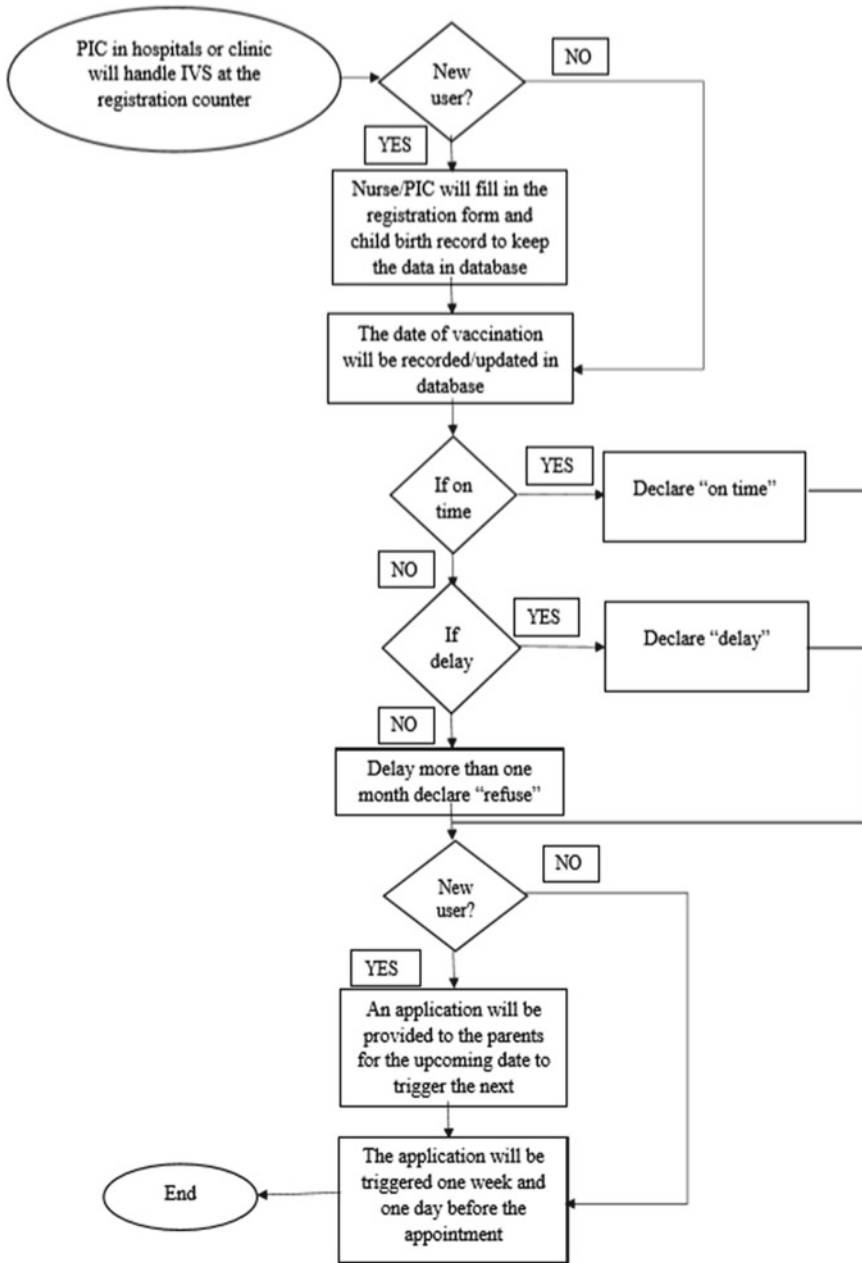 PIC in hospitals or clinic
will handle IVS at the
registration counter
New
user?
NO
YES
Nurse/PIC will fill in the
registration form and
child birth record to keep
the data in database
The date of vaccination
will be recorded/updated in
database
If on
time
YES
Declare “on time”
NO
If
delay
YES
Declare “delay”
NO
Delay more than one
month declare “refuse”
New
user?
NO
YES
An application will be
provided to the parents
for the upcoming date to
trigger the next
The application will be
triggered one week and
one day before the
appointment
End